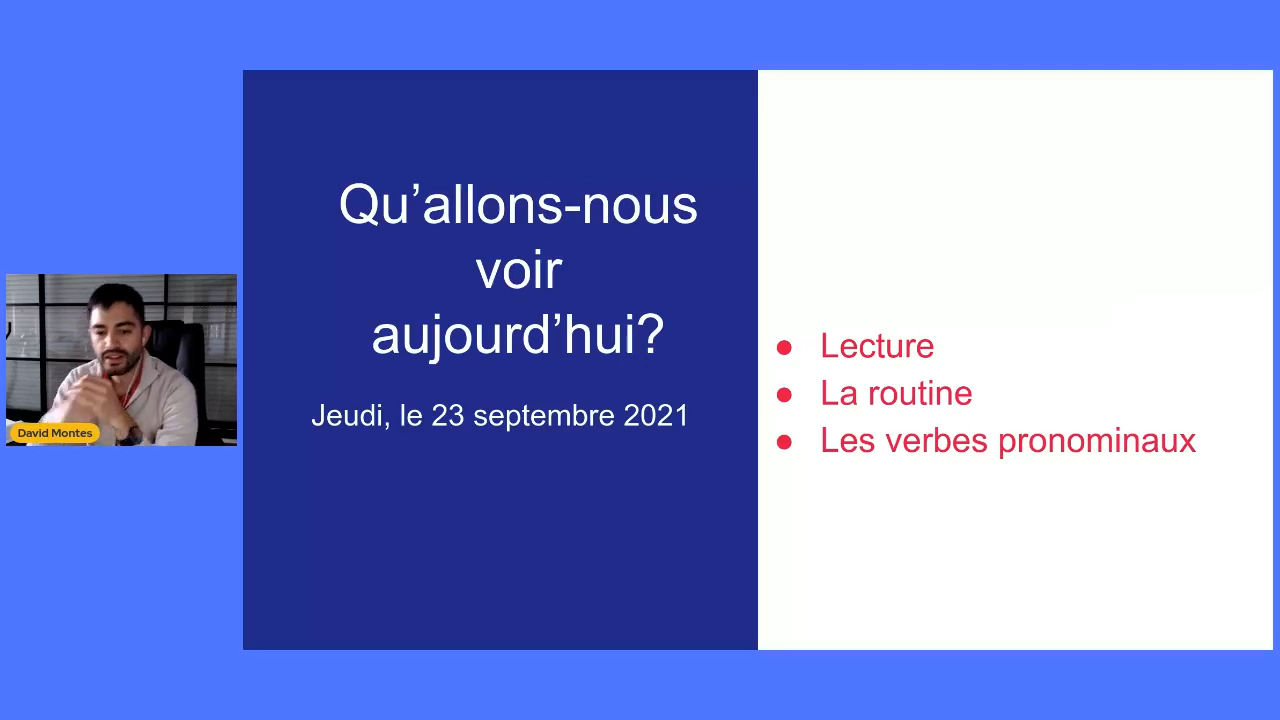 Qu’allons-nous
voir
aujourd’hui?
Jeudi, le 23 septembre 2021
● Lecture
● La routine
● Les verbes pronominaux
David Montes